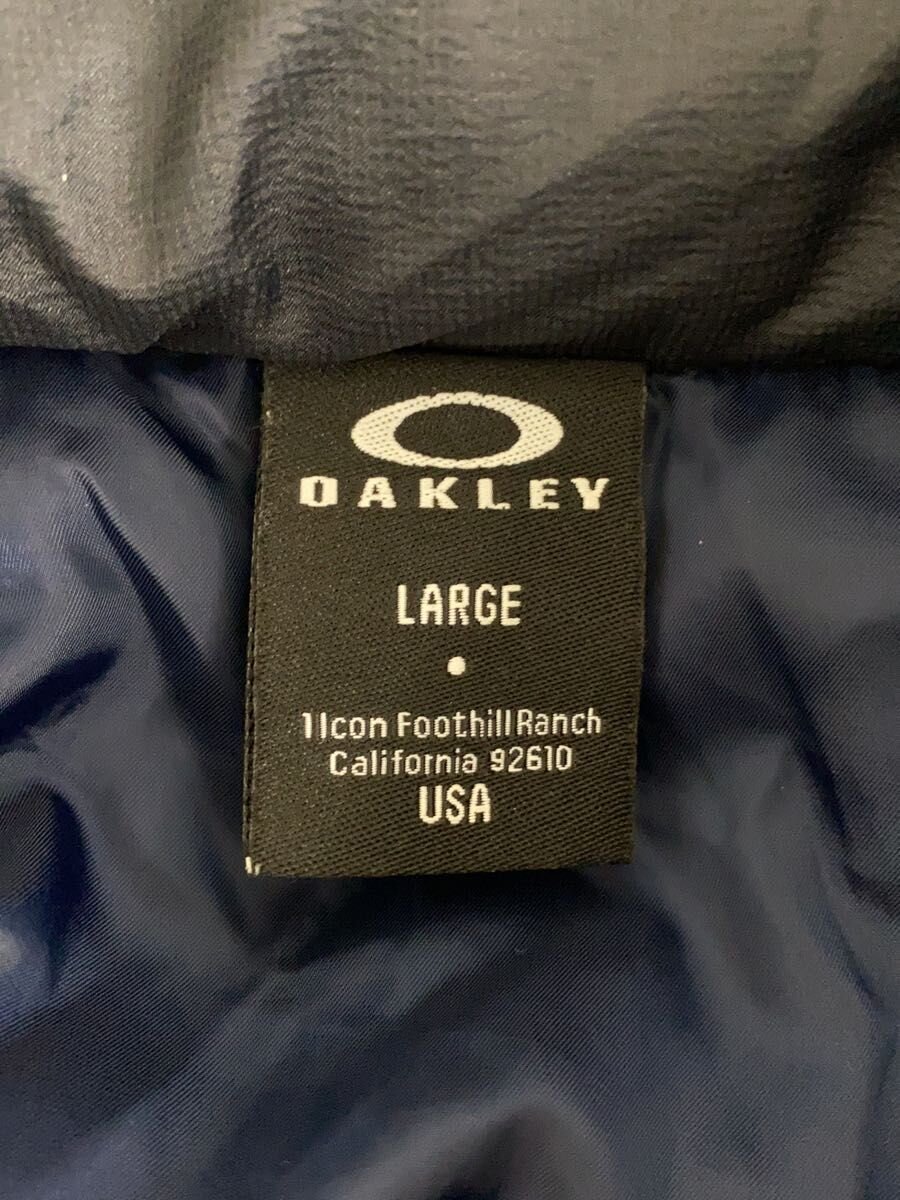 OAKLEY
LARGE
1 Icon Foothill Ranch
California 92610
USA